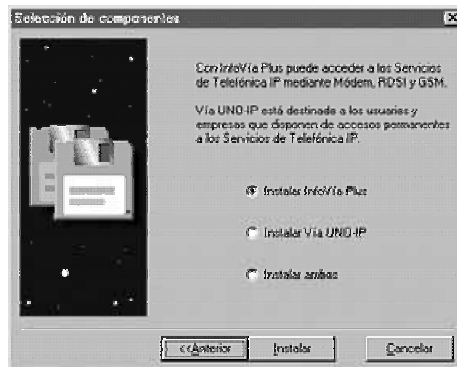 Selección de componentes
Con InfoVía Plus puede acceder a los Servicios
de Telefónica IP mediante Módem, RDSI y GSM.
Vía UNO-IP está destinado a los usuarios y
empresas que disponen de accesos permanentes
a los Servicios de Telefónica IP.
Instalar InfoVía Plus
Instalar Vía UNO-IP
Instalar ambos
<<Anterior
Instalar
Cancelar